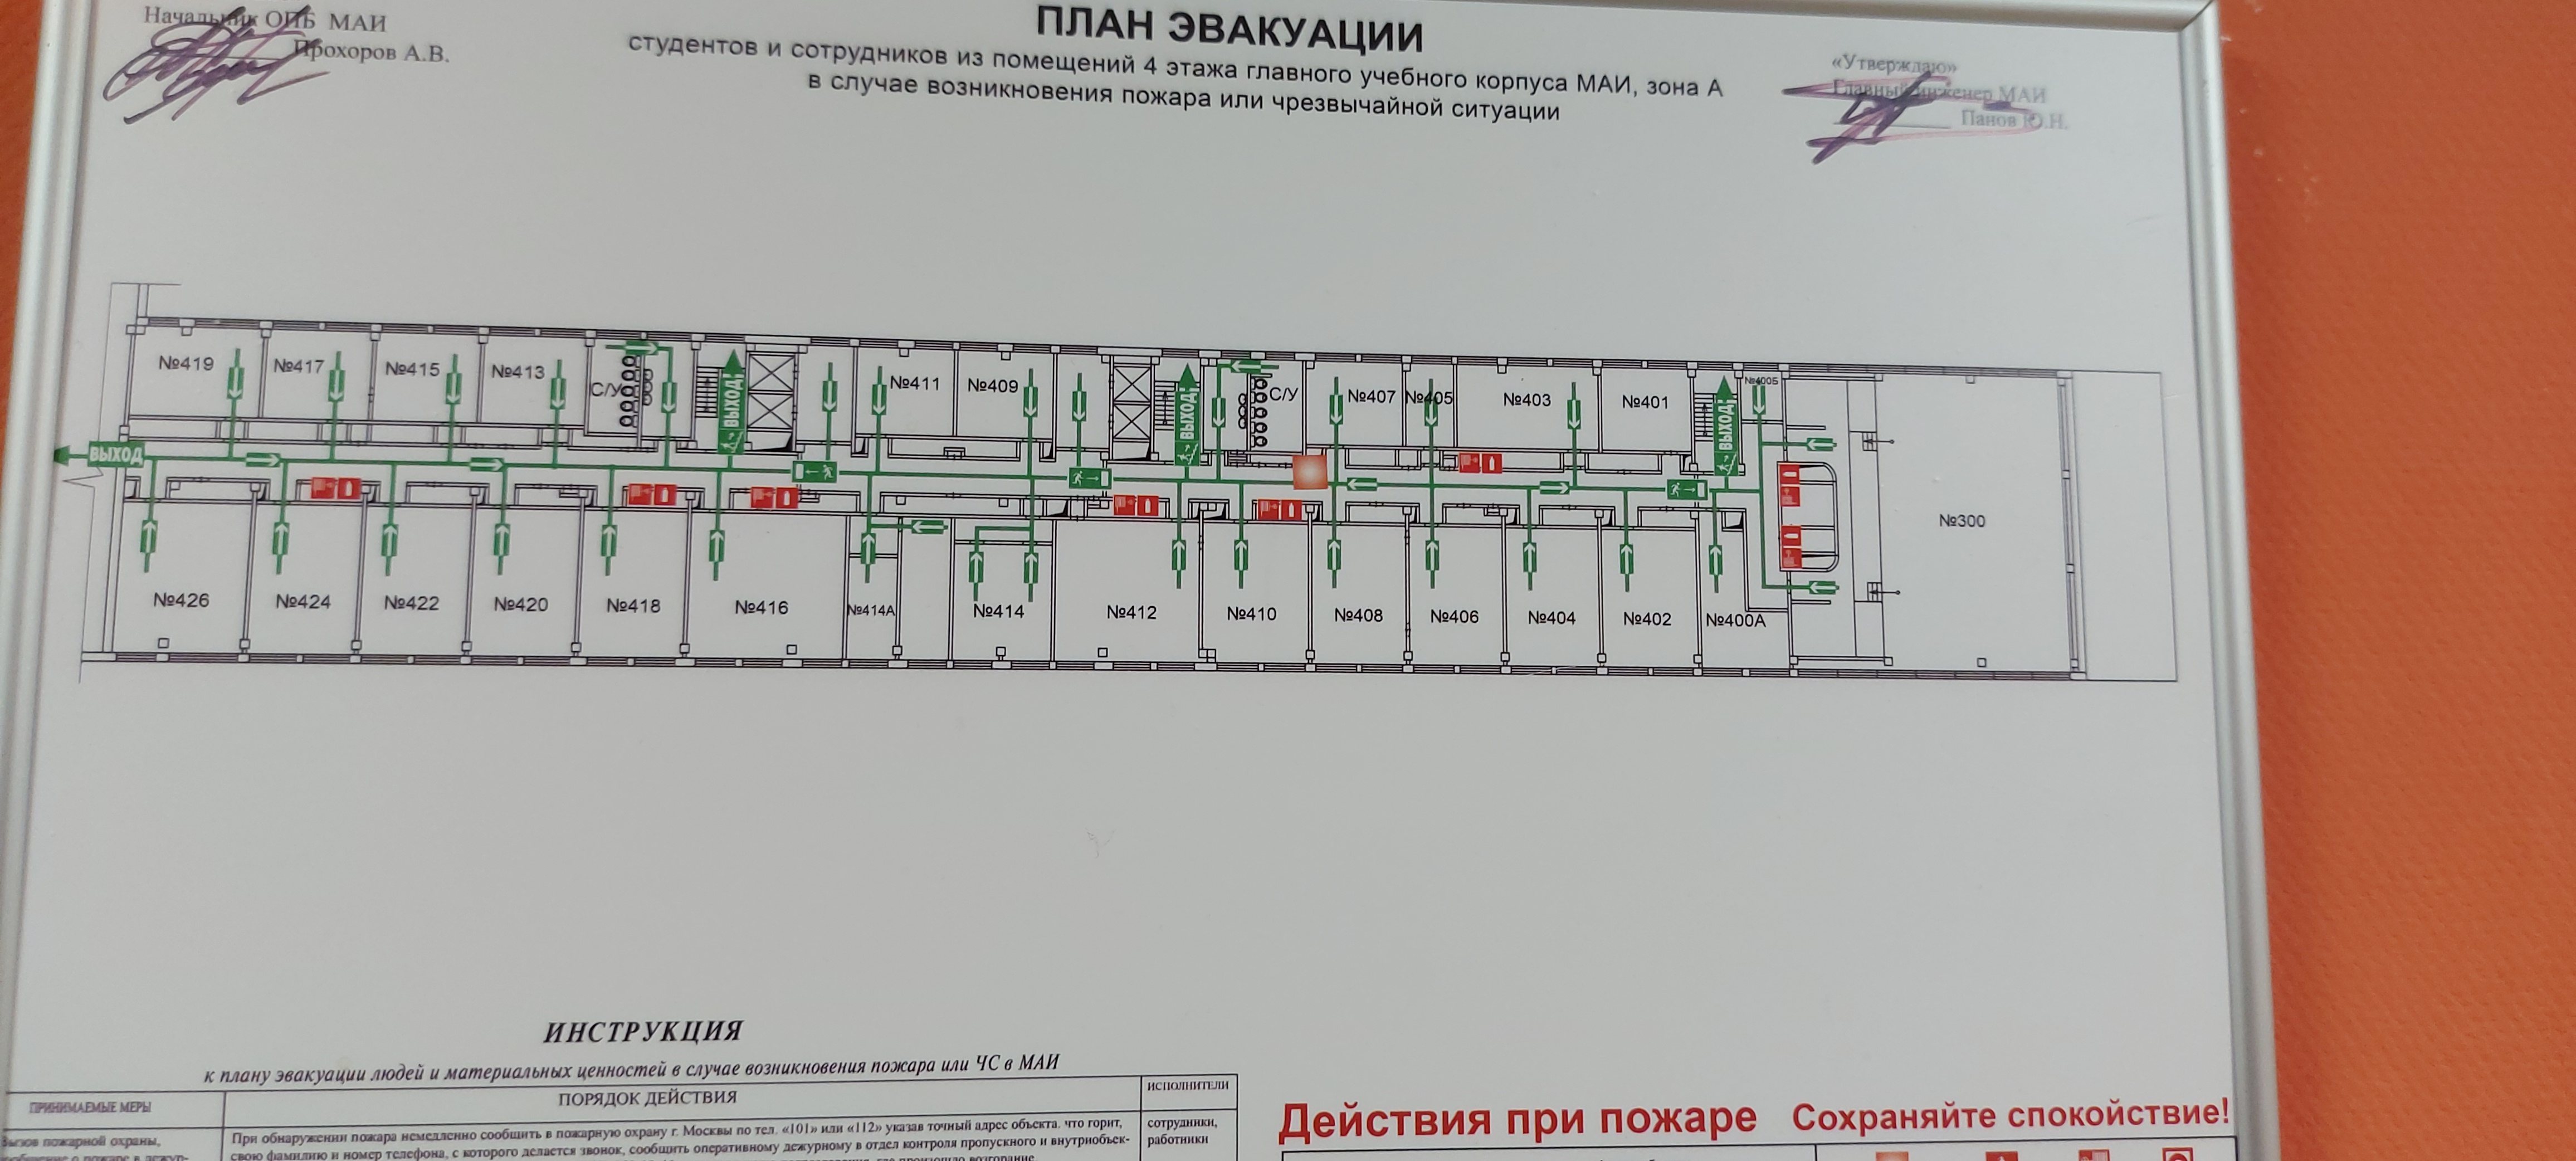 Начальник ОПБ МАИ
Прохоров А.В.
ПЛАН ЭВАКУАЦИИ
студентов и сотрудников из помещений 4 этажа главного учебного корпуса МАИ, зона А
в случае возникновения пожара или чрезвычайной ситуации
«Утверждаю»
Главный инженер МАИ
Панов Ю.Н.
№419 №417 №415 №413 С/У ВЫХОД №411 №409 ВЫХОД С/У №407 №405 №403 №401 ВЫХОД №4005
ВЫХОД
№300
№426 №424 №422 №420 №418 №416 №414А №414 №412 №410 №408 №406 №404 №402 №400А
ИНСТРУКЦИЯ
к плану эвакуации людей и материальных ценностей в случае возникновения пожара или ЧС в МАИ
ПРИНИМАЕМЫЕ МЕРЫ
ПОРЯДОК ДЕЙСТВИЯ
ИСПОЛНИТЕЛИ
Вызов пожарной охраны,
При обнаружении пожара немедленно сообщить в пожарную охрану г. Москвы по тел. «101» или «112» указав точный адрес объекта. что горит,
свою фамилию и номер телефона, с которого делается звонок, сообщить оперативному дежурному в отдел контроля пропускного и внутриобъек-
сотрудники,
работники
Действия при пожаре
Сохраняйте спокойствие!